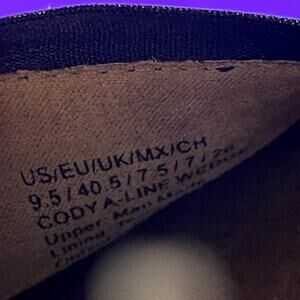 US/EU/UK/MX/CH
9.5/40.5/7.5/7/26
CODY A-LINE WEDGE
Upper: Man Made
Lining: